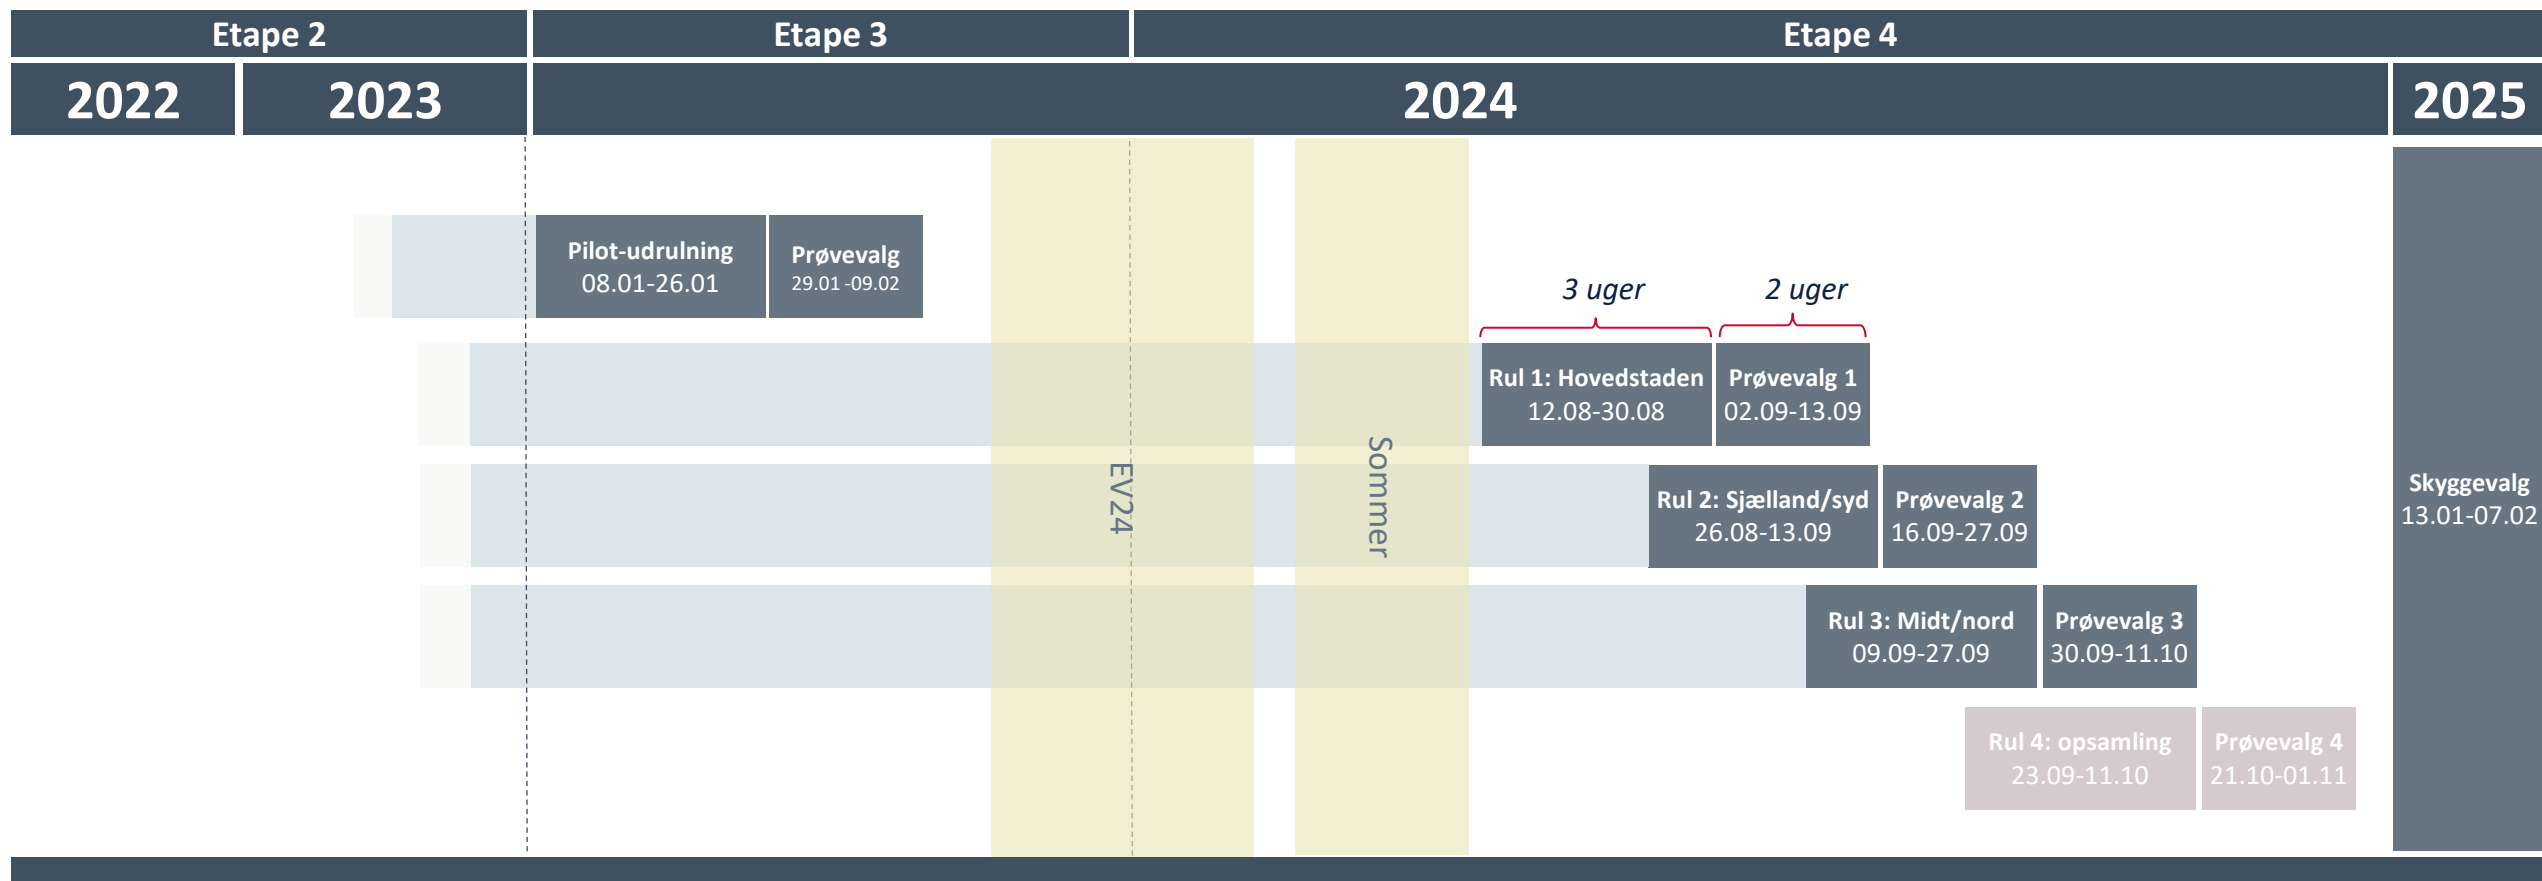 Etape 2
Etape 3
Etape 4
2022
2023
2024
2025
Pilot-udrulning
08.01-26.01
Prøvevalg
29.01 -09.02
3 uger
2 uger
Rul 1: Hovedstaden
12.08-30.08
Prøvevalg 1
02.09-13.09
EV24
Sommer
Rul 2: Sjælland/syd
26.08-13.09
Prøvevalg 2
16.09-27.09
Skyggevalg
13.01-07.02
Rul 3: Midt/nord
09.09-27.09
Prøvevalg 3
30.09-11.10
Rul 4: opsamling
23.09-11.10
Prøvevalg 4
21.10-01.11